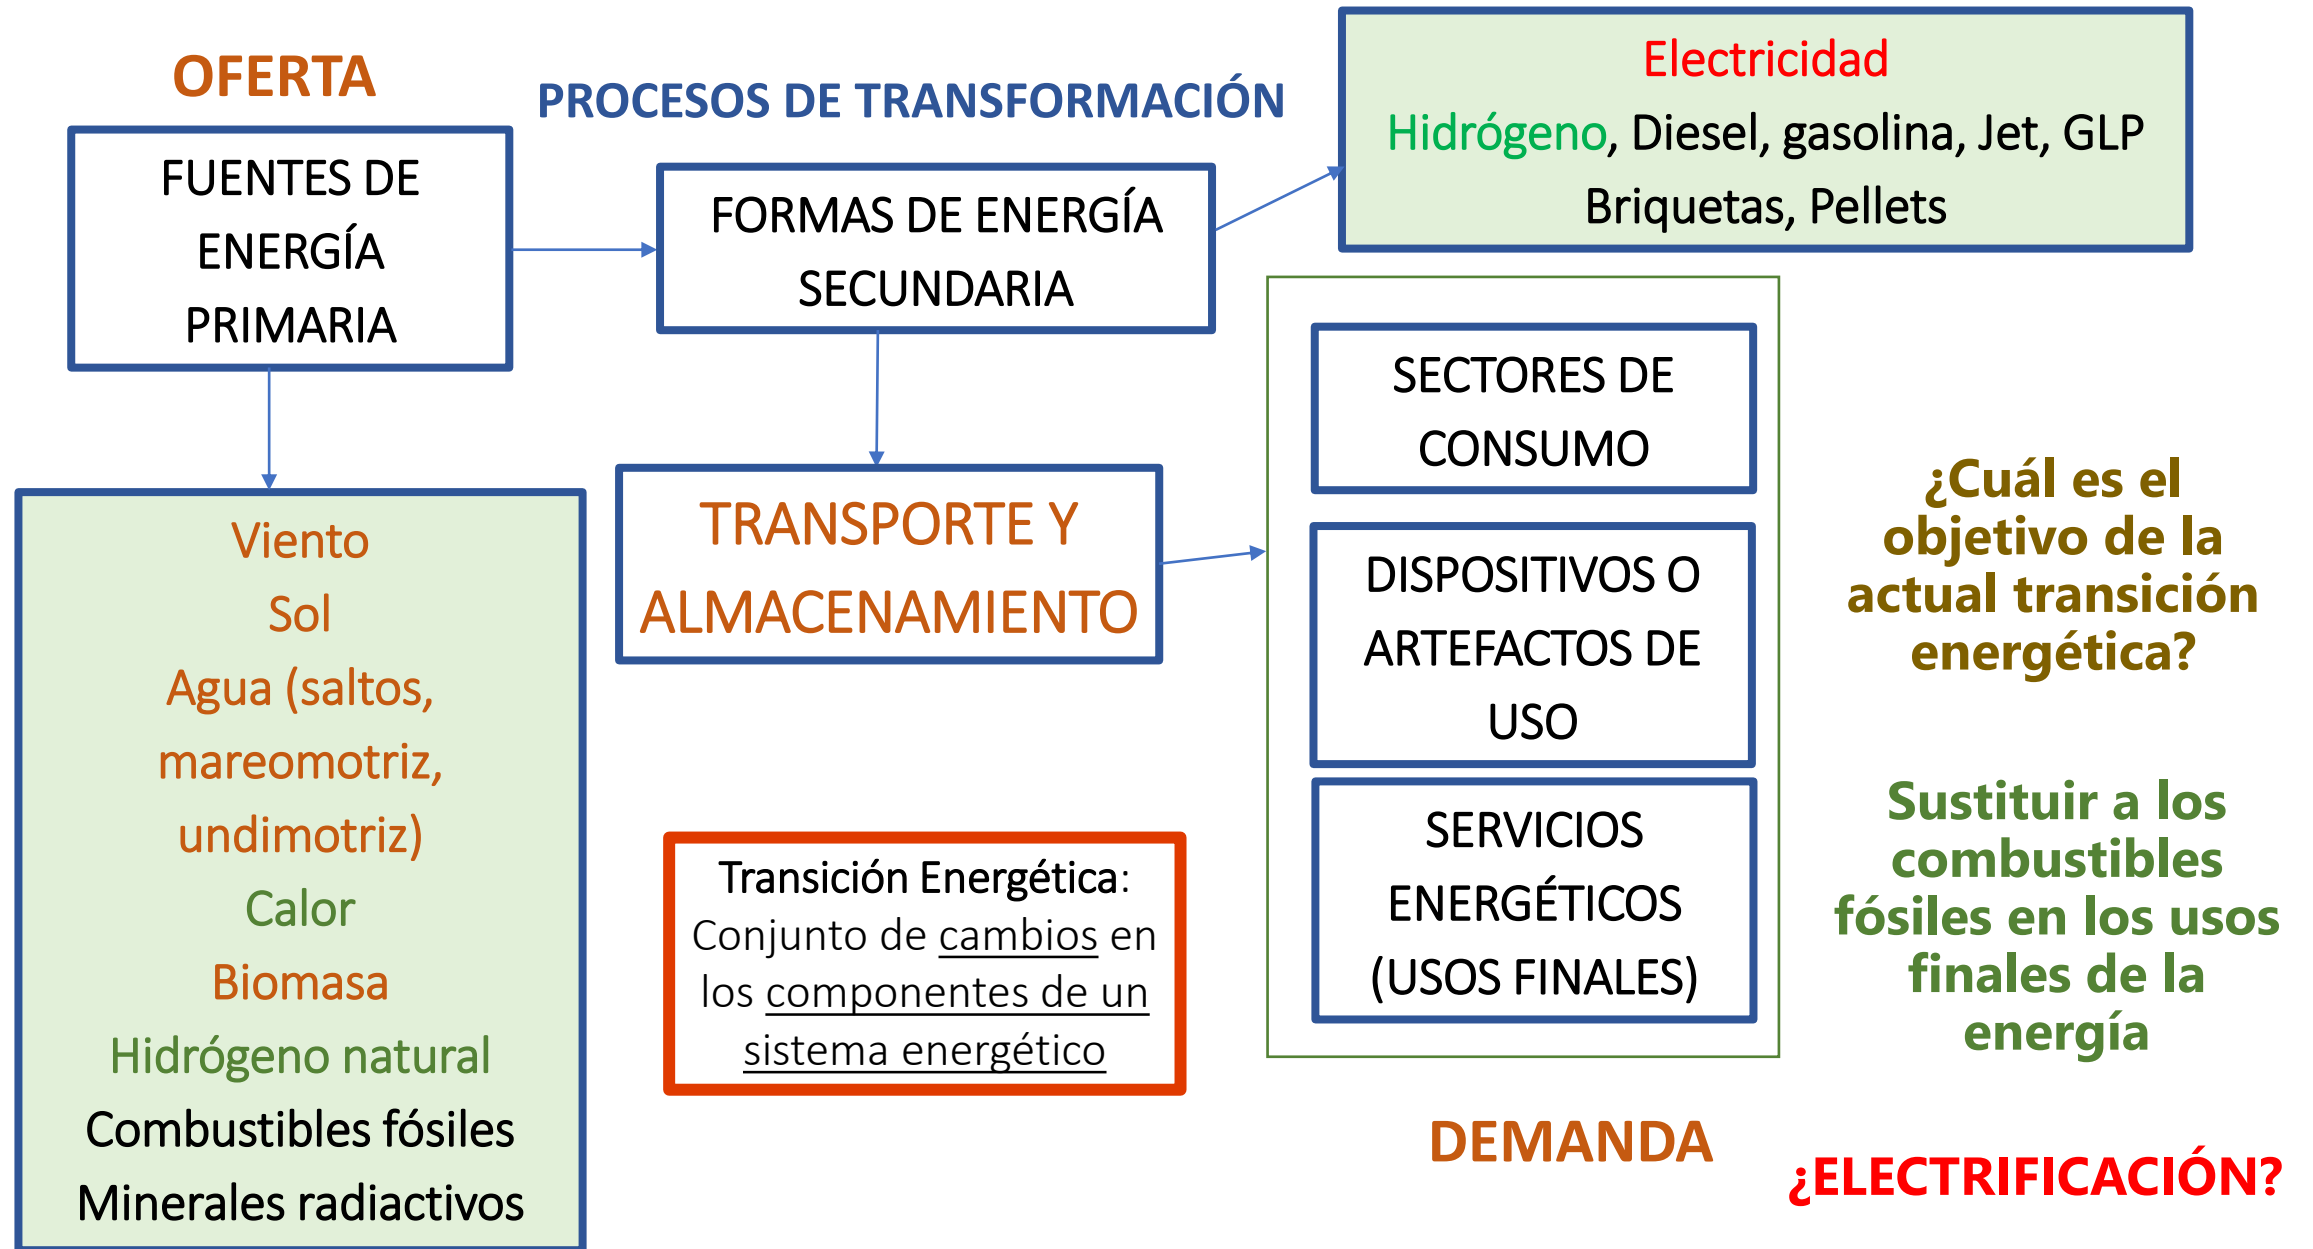 OFERTA
FUENTES DE
ENERGÍA
PRIMARIA
Viento
Sol
Agua (saltos,
mareomotriz,
undimotriz)
Calor
Biomasa
Hidrógeno natural
Combustibles fósiles
Minerales radiactivos
PROCESOS DE TRANSFORMACIÓN
FORMAS DE ENERGÍA
SECUNDARIA
Electricidad
Hidrógeno, Diesel, gasolina, Jet, GLP
Briquetas, Pellets
TRANSPORTE Y
ALMACENAMIENTO
Transición Energética:
Conjunto de cambios en
los componentes de un
sistema energético
SECTORES DE
CONSUMO
DISPOSITIVOS O
ARTEFACTOS DE
USO
SERVICIOS
ENERGÉTICOS
(USOS FINALES)
DEMANDA
¿Cuál es el
objetivo de la
actual transición
energética?
Sustituir a los
combustibles
fósiles en los usos
finales de la
energía
¿ELECTRIFICACIÓN?